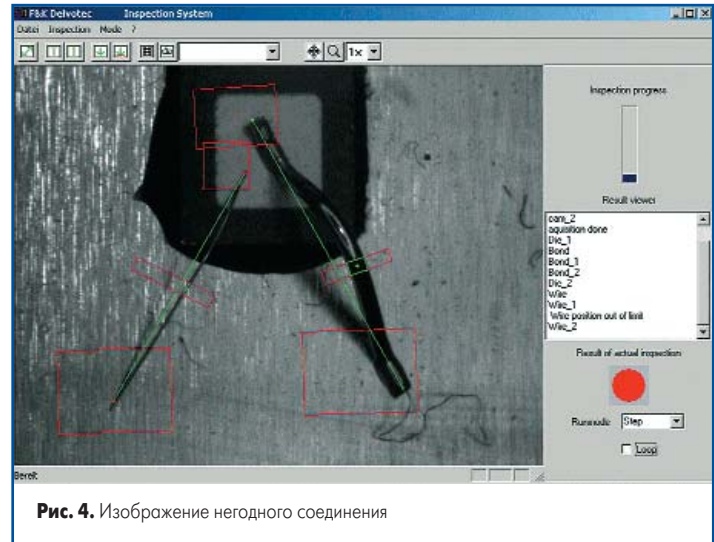 F&K Delvotec Inspection System
Datei Inspection Mode ?
1x
Inspection progress
Result viewer
cam_2
aquisition done
Die_1
Bond
Bond_1
Bond_2
Die_2
Wire
Wire_1
Wire position out of limit
Wire_2
Result of actual inspection
Runmode Step
Loop
Bereit
Рис. 4. Изображение негодного соединения